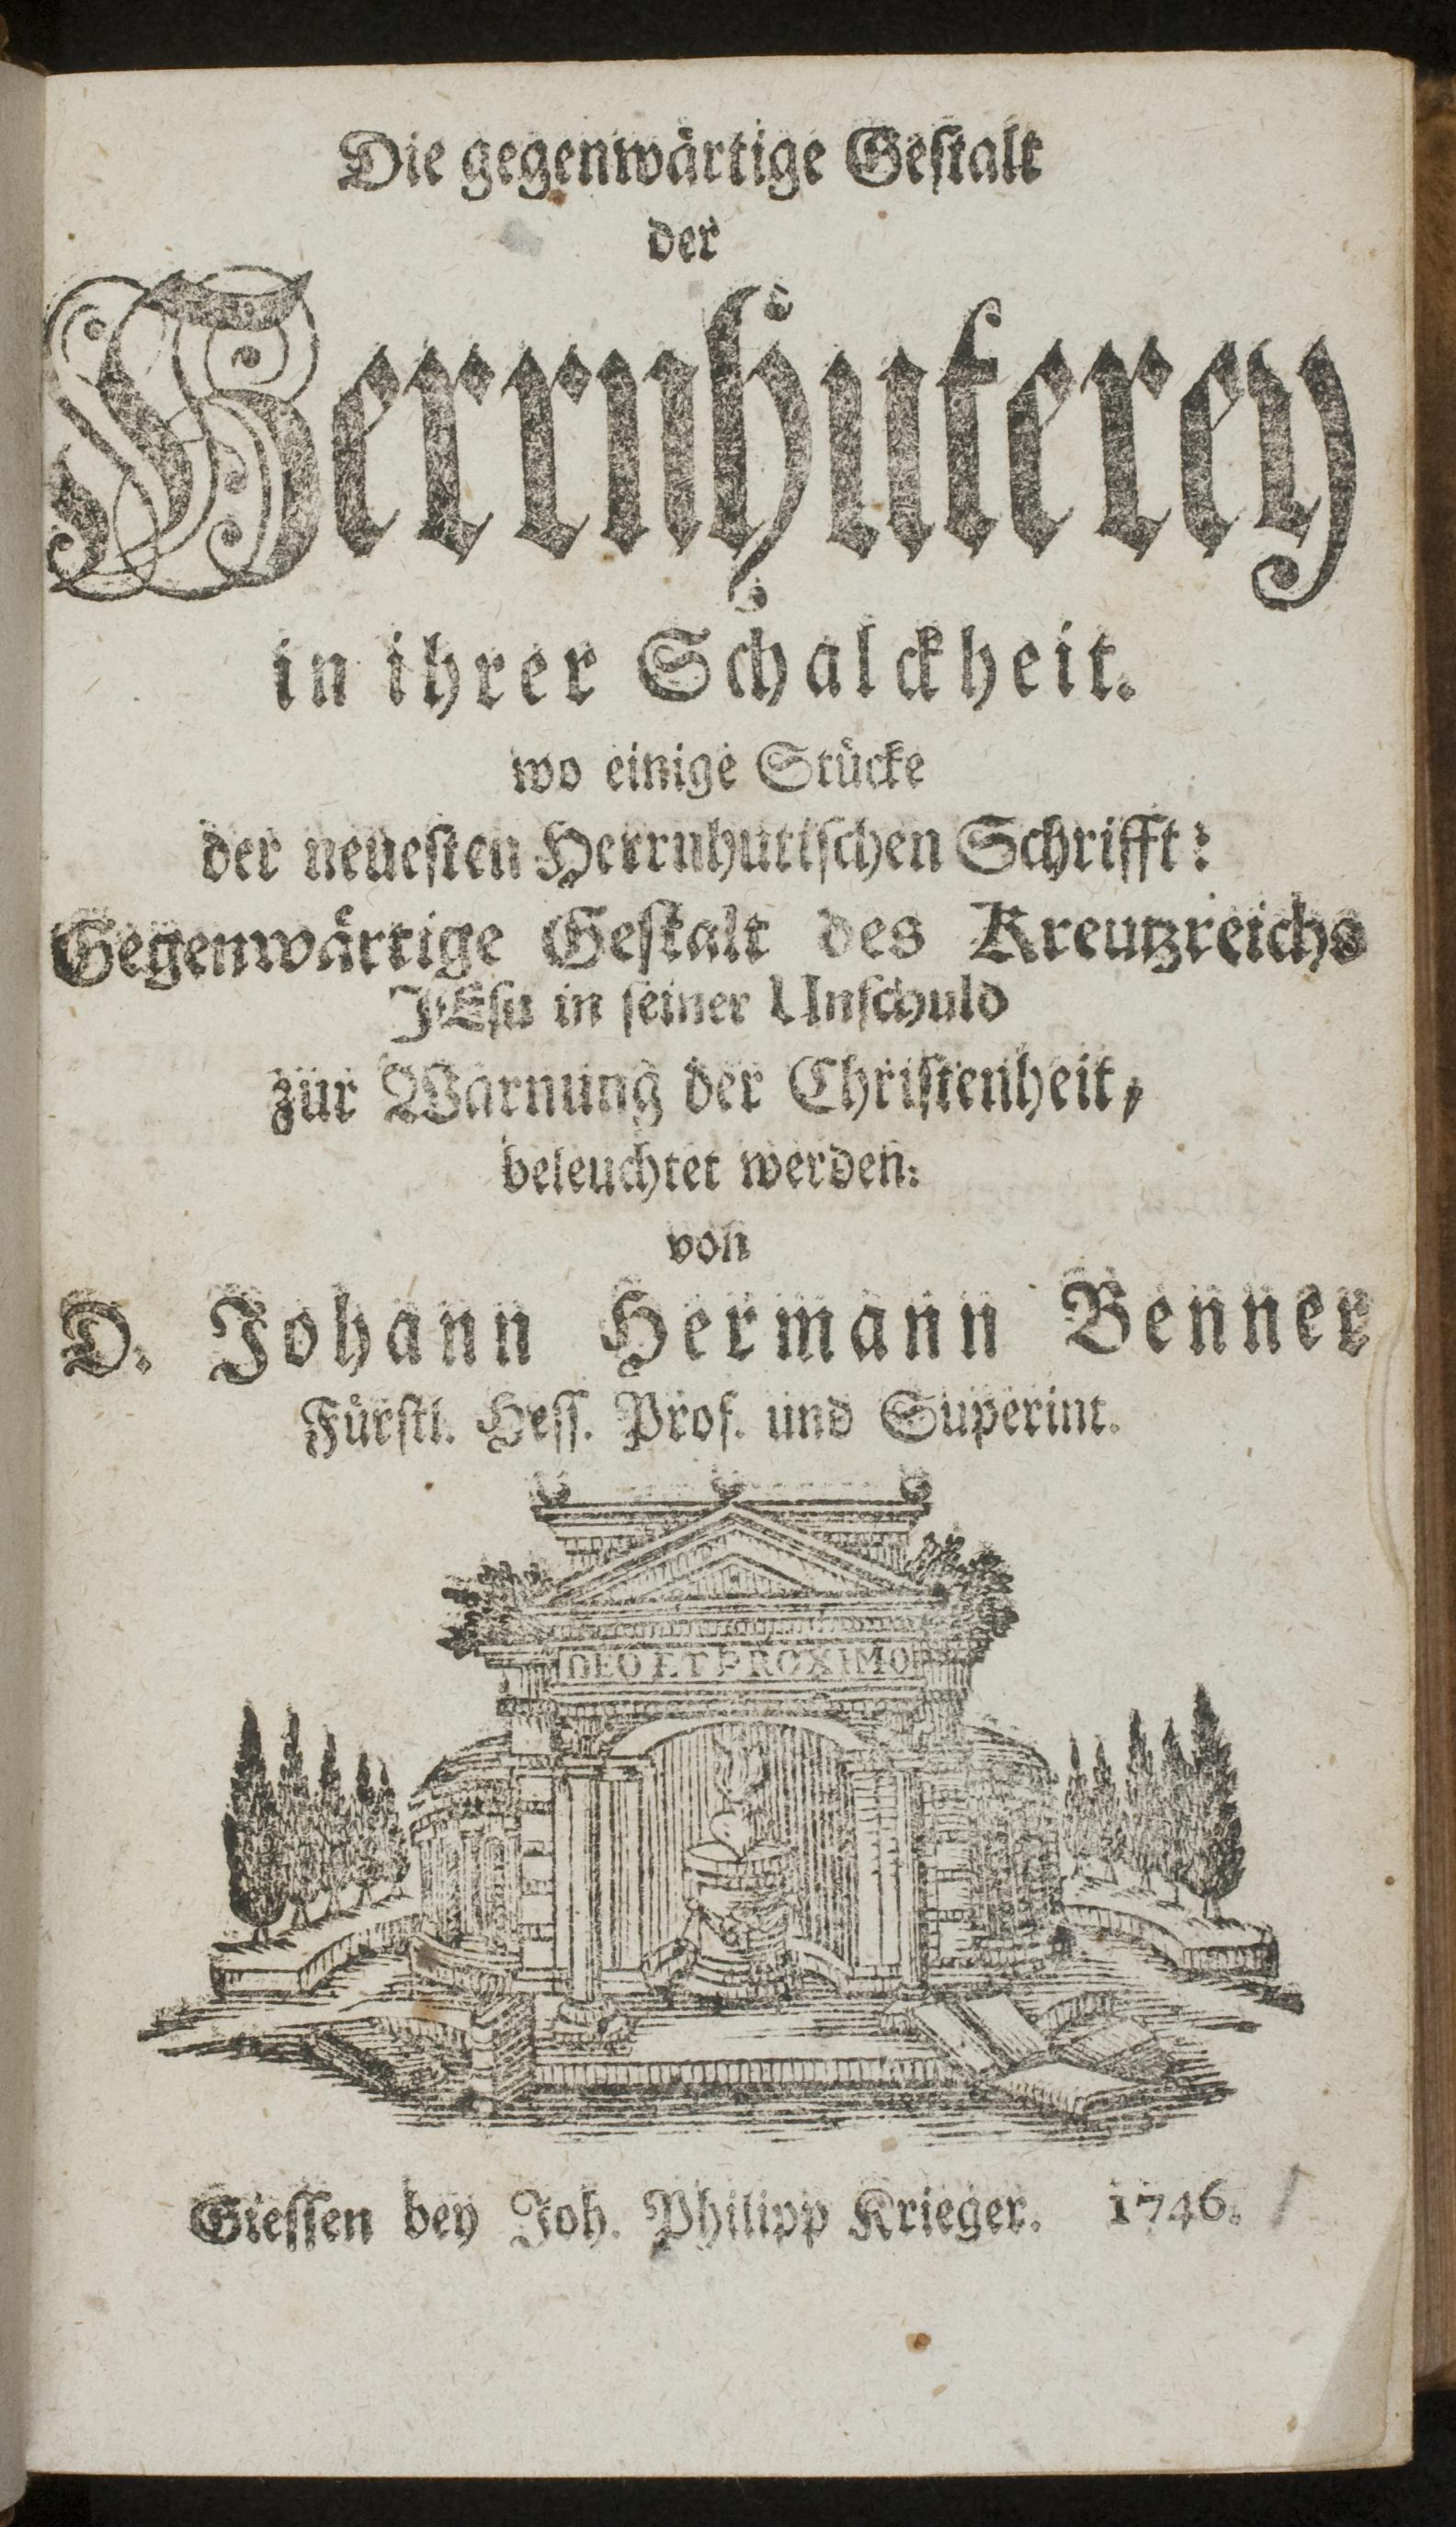 Die gegenwärtige Gestalt
der
Herrnhuterey
in ihrer Schalckheit.
wo einige Stücke
der neuesten Herrnhutischen Schrifft:
Gegenwärtige Gestalt des Kreutzreichs
JEsu in seiner Unschuld
zur Warnung der Christenheit,
beleuchtet werden:
von
D. Johann Hermann Benner
Fürstl. Hess. Prof. und Superint.
DEO ET PROXIMO
Giessen bey Joh. Philipp Krieger. 1746.